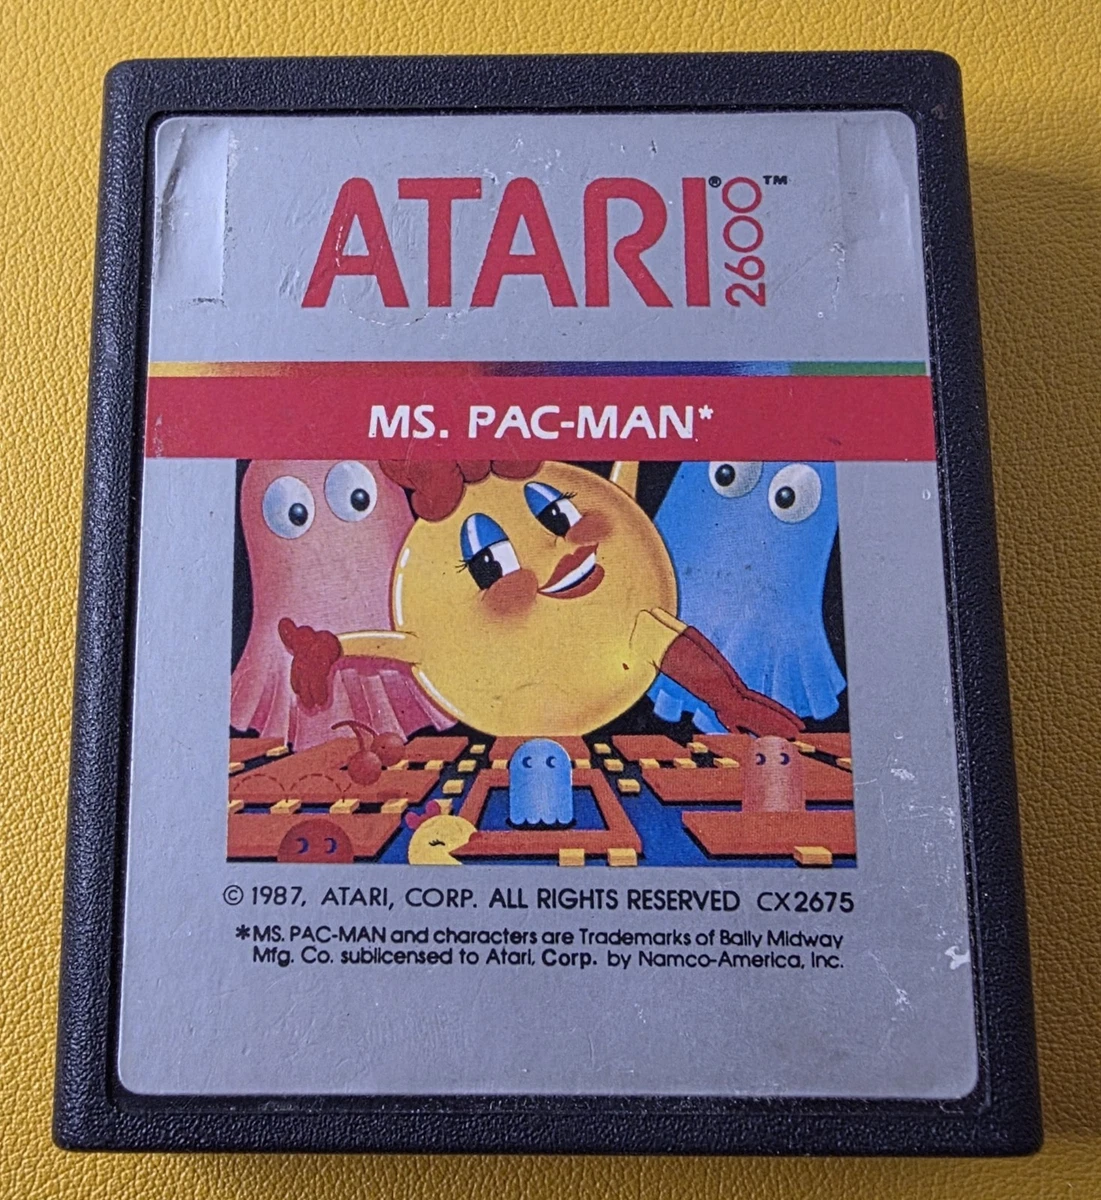 ATARI® 2600™
MS. PAC-MAN*
© 1987, ATARI, CORP. ALL RIGHTS RESERVED CX2675
*MS. PAC-MAN and characters are Trademarks of Bally Midway
Mfg. Co. sublicensed to Atari, Corp. by Namco-America, Inc.